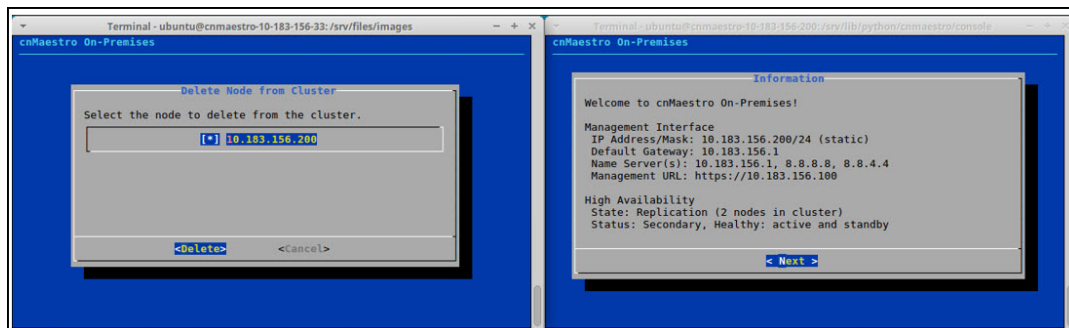 Terminal - ubuntu@cnmaestro-10-183-156-33: /srv/files/images
cnMaestro On-Premises
Delete Node from Cluster
Select the node to delete from the cluster.
[*] 10.183.156.200
<Delete> <Cancel>
Terminal - ubuntu@cnmaestro-10-183-156-200: /srv/lib/python/cnmaestro/console
cnMaestro On-Premises
Information
Welcome to cnMaestro On-Premises!
Management Interface
IP Address/Mask: 10.183.156.200/24 (static)
Default Gateway: 10.183.156.1
Name Server(s): 10.183.156.1, 8.8.8.8, 8.8.4.4
Management URL: https://10.183.156.100
High Availability
State: Replication (2 nodes in cluster)
Status: Secondary, Healthy: active and standby
< Next >